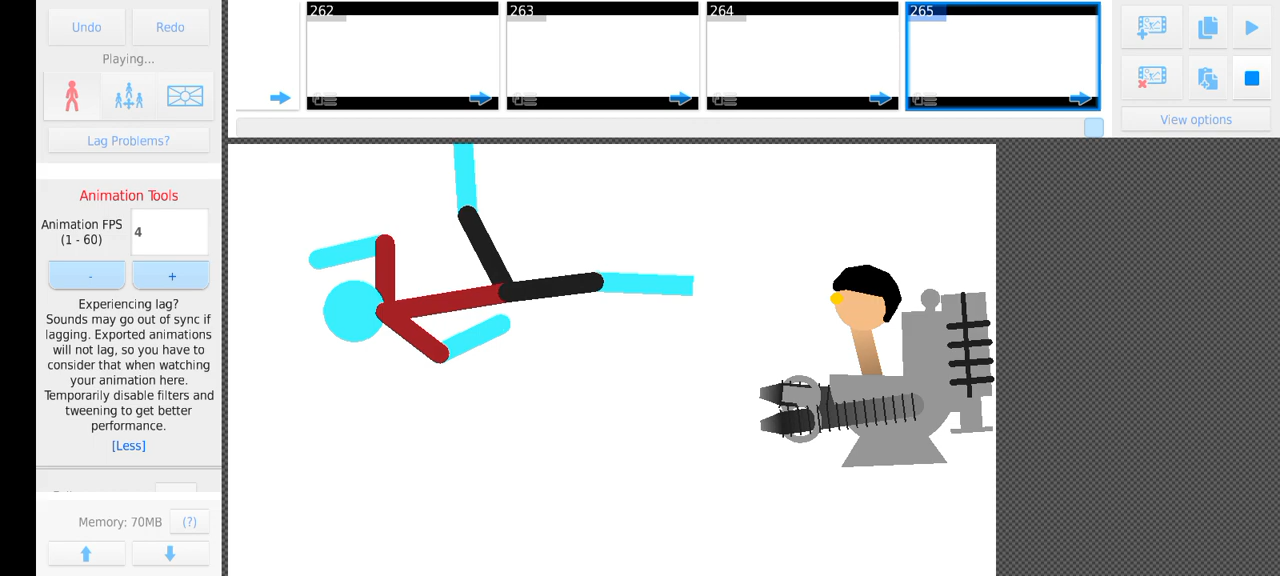 Undo Redo
Playing...
Lag Problems?
Animation Tools
Animation FPS
(1 - 60)
4
- +
Experiencing lag?
Sounds may go out of sync if
lagging. Exported animations
will not lag, so you have to
consider that when watching
your animation here.
Temporarily disable filters and
tweening to get better
performance.
[Less]
Memory: 70MB (?)
262 263 264 265
View options